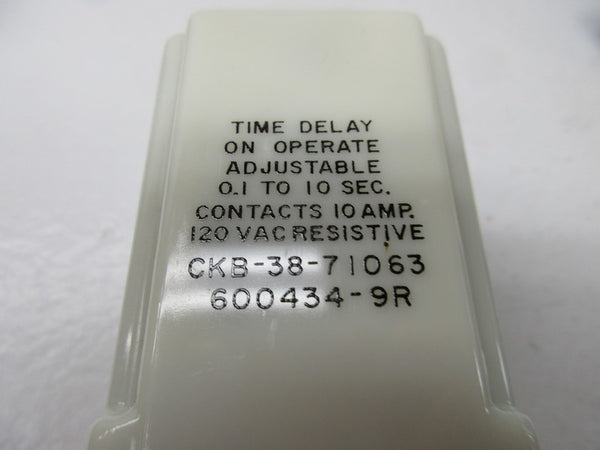 TIME DELAY
ON OPERATE
ADJUSTABLE
0.1 TO 10 SEC.
CONTACTS 10 AMP.
120 VAC RESISTIVE
CKB-38-71063
600434-9R